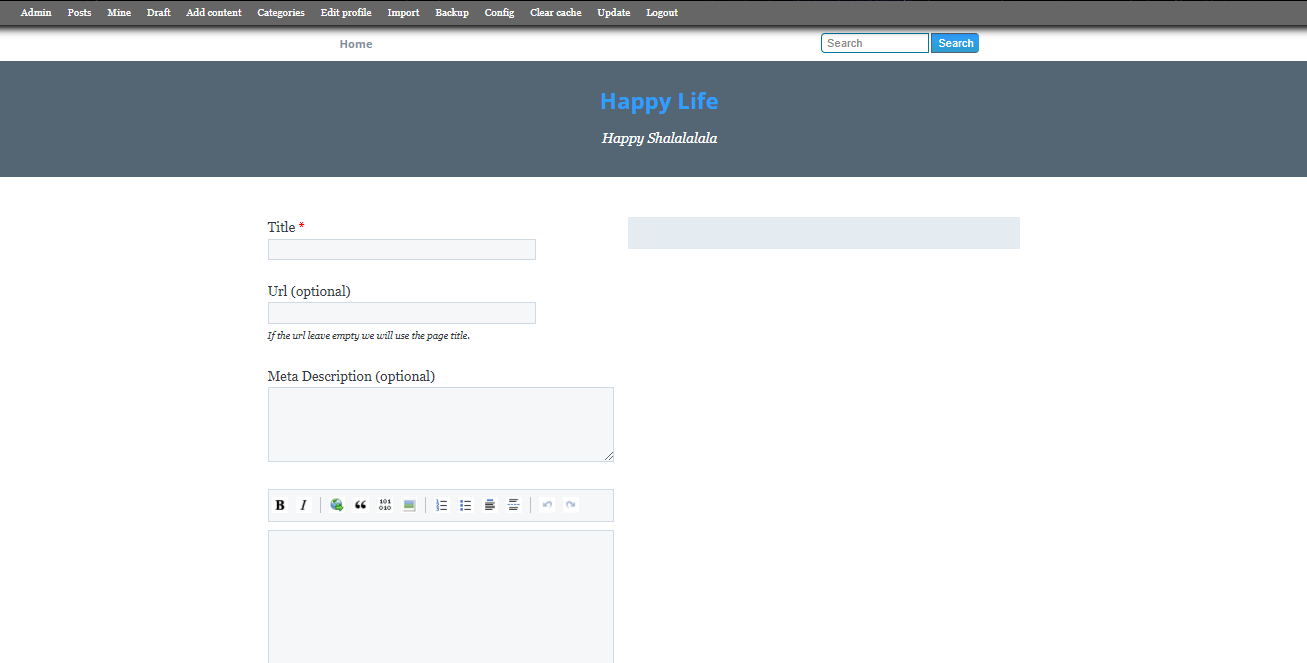 Admin Posts Mine Draft Add content Categories Edit profile Import Backup Config Clear cache Update Logout
Home Search Search
Happy Life
Happy Shalalalala
Title *
Url (optional)
If the url leave empty we will use the page title.
Meta Description (optional)
B I “ 101 010